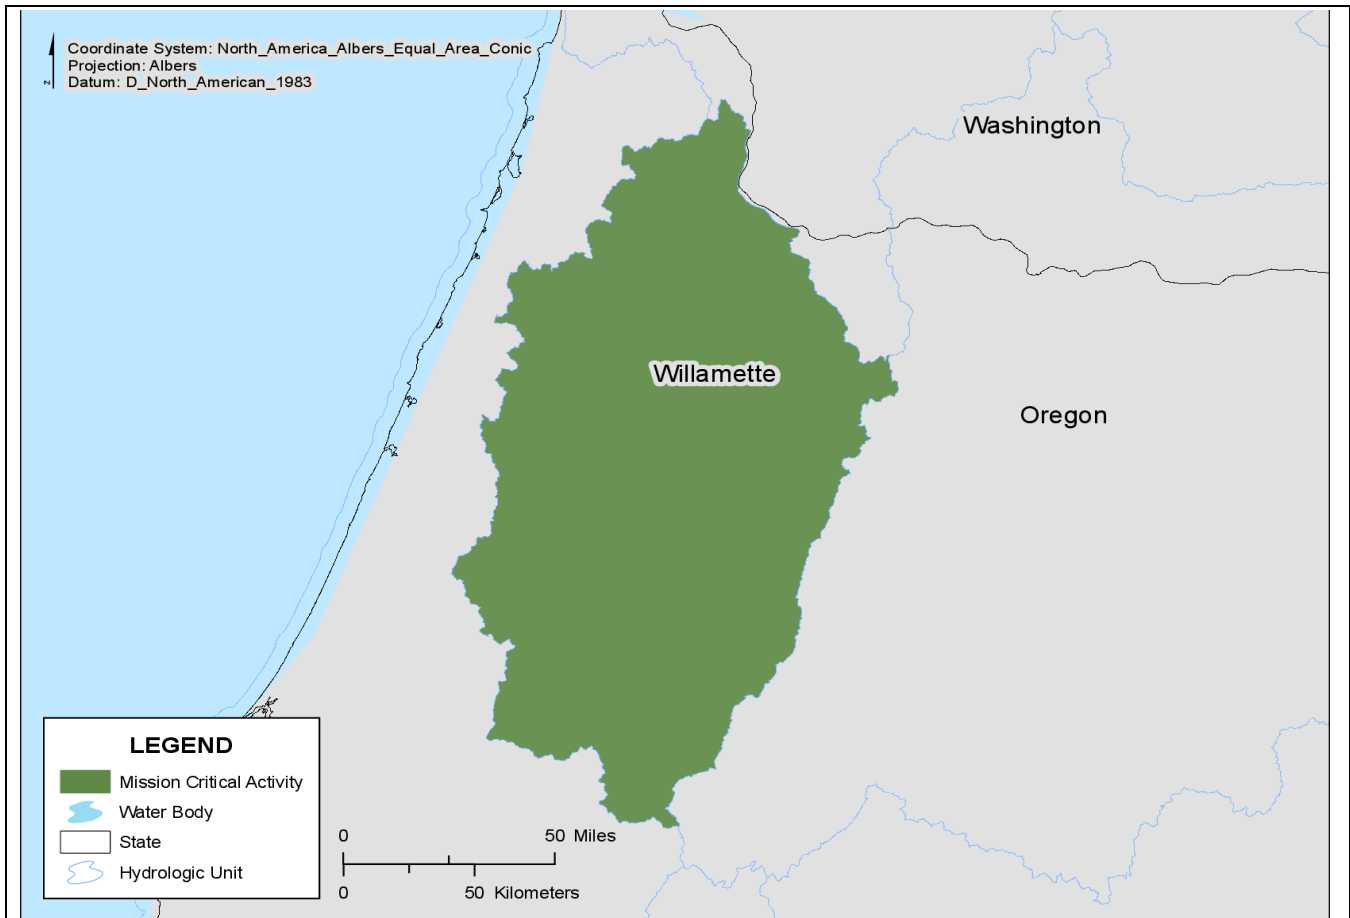 Coordinate System: North_America_Albers_Equal_Area_Conic
Projection: Albers
Datum: D_North_American_1983
z
Washington
Willamette
Oregon
LEGEND
Mission Critical Activity
Water Body
State
Hydrologic Unit
0 50 Miles
0 50 Kilometers